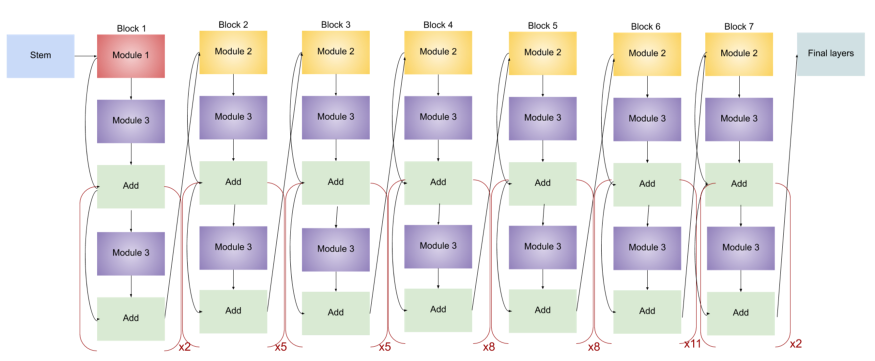 Block 1
Block 2
Block 3
Block 4
Block 5
Block 6
Block 7
Stem
Module 1
Module 2
Module 2
Module 2
Module 2
Module 2
Module 2
Final layers
Module 3
Module 3
Module 3
Module 3
Module 3
Module 3
Module 3
Add
Add
Add
Add
Add
Add
Add
Module 3
Module 3
Module 3
Module 3
Module 3
Module 3
Module 3
Add
Add
Add
Add
Add
Add
Add
x2
x5
x5
x8
x8
x11
x2